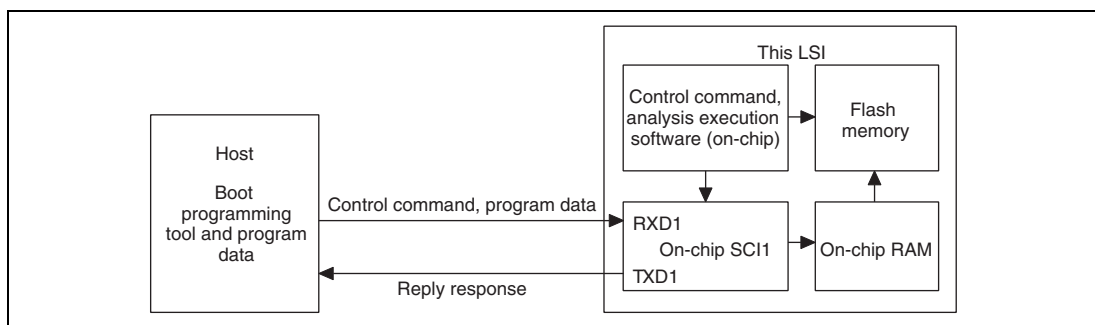 Host
Boot
programming
tool and program
data
Control command, program data
Reply response
This LSI
Control command,
analysis execution
software (on-chip)
Flash
memory
RXD1
On-chip SCI1
TXD1
On-chip RAM